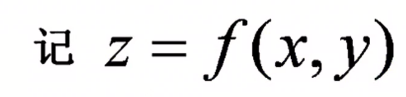 记 z = f(x, y)